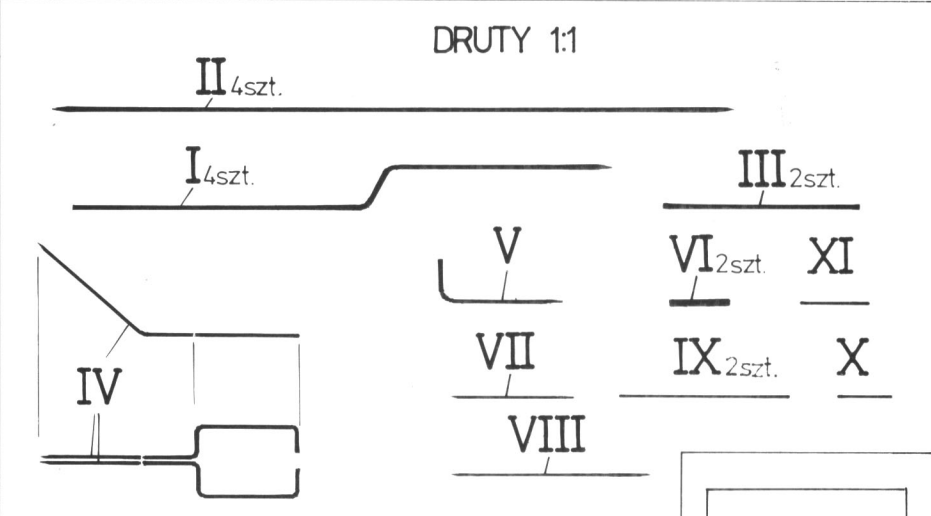 DRUTY 1:1
II 4szt.
I 4szt.
III 2szt.
V
VI 2szt.
XI
VII
IX 2szt.
X
IV
VIII